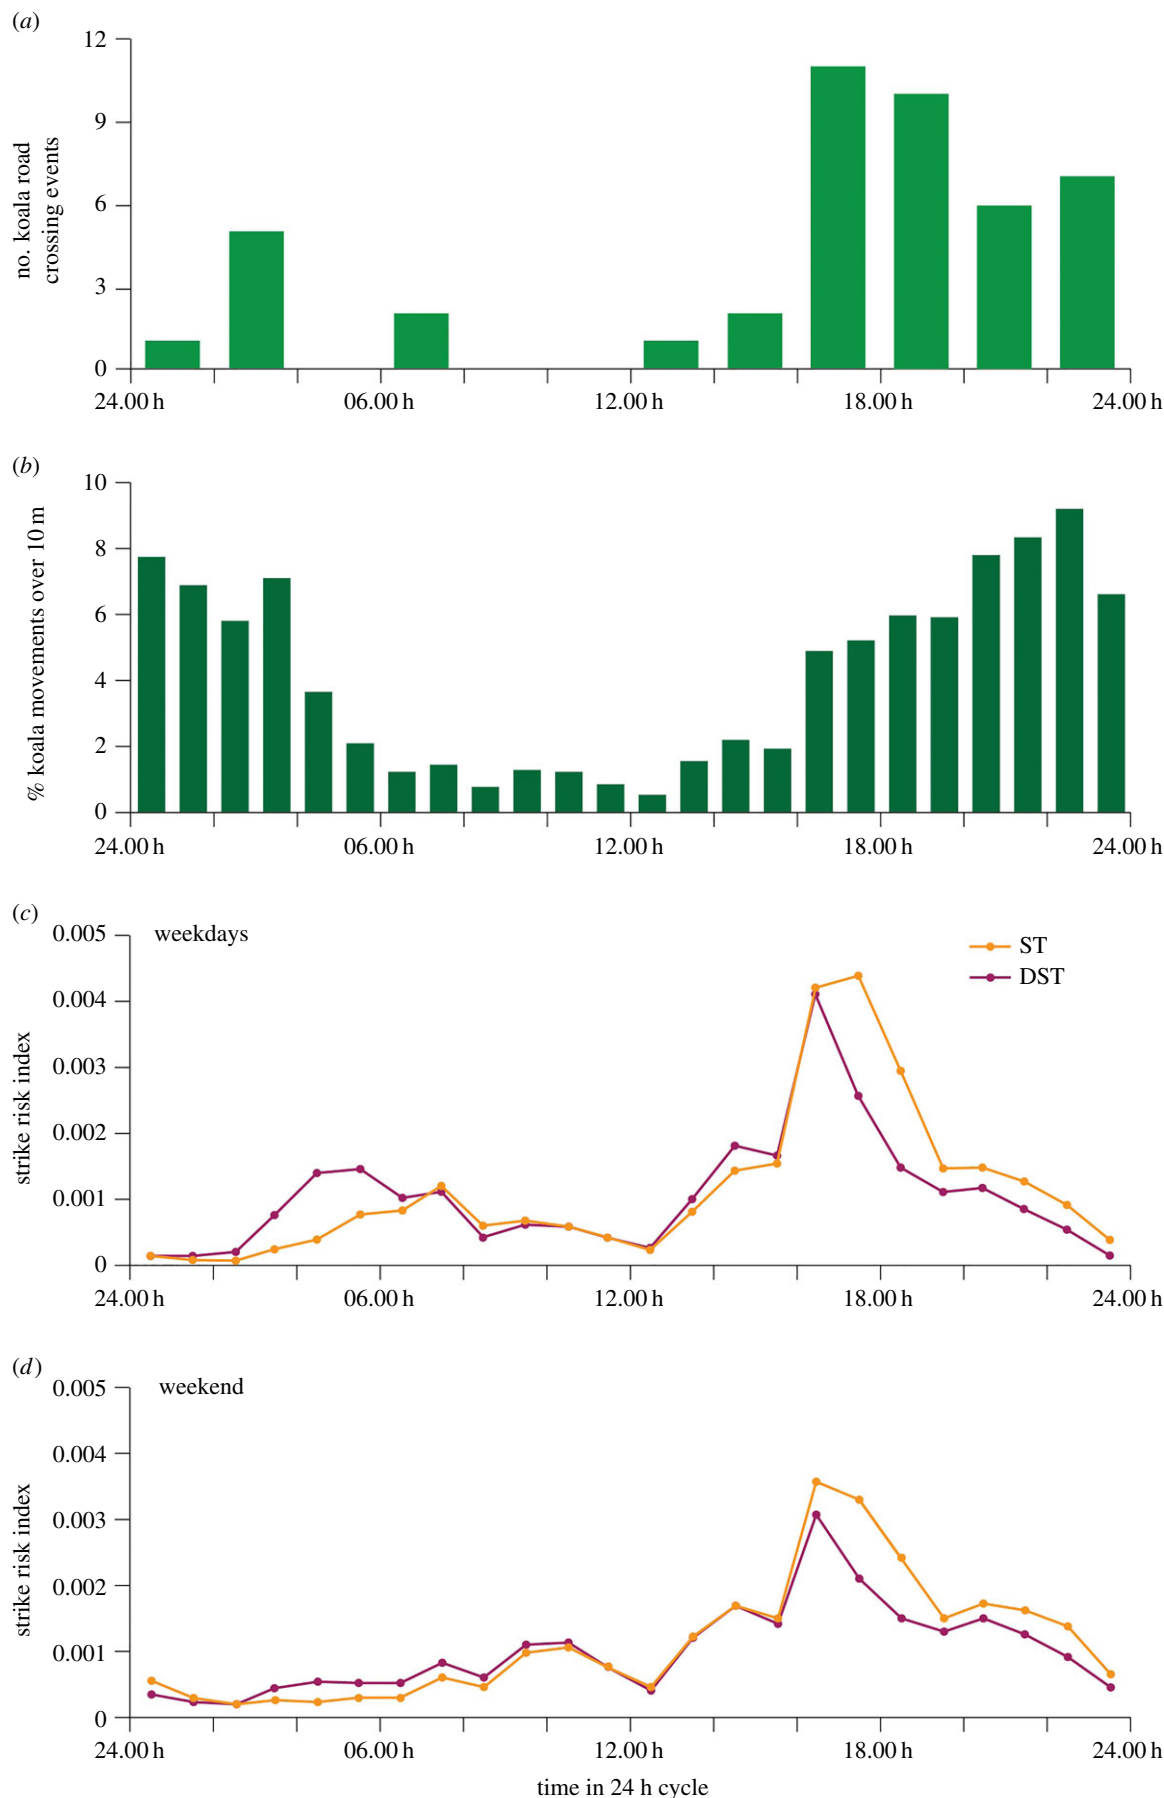 (a)
12
9
6
3
0
no. koala road
crossing events
24.00 h 06.00 h 12.00 h 18.00 h 24.00 h
(b)
10
8
6
4
2
0
% koala movements over 10 m
24.00 h 06.00 h 12.00 h 18.00 h 24.00 h
(c)
weekdays
ST
DST
0.005
0.004
0.003
0.002
0.001
0
strike risk index
24.00 h 06.00 h 12.00 h 18.00 h 24.00 h
(d)
weekend
0.005
0.004
0.003
0.002
0.001
0
strike risk index
24.00 h 06.00 h 12.00 h 18.00 h 24.00 h
time in 24 h cycle